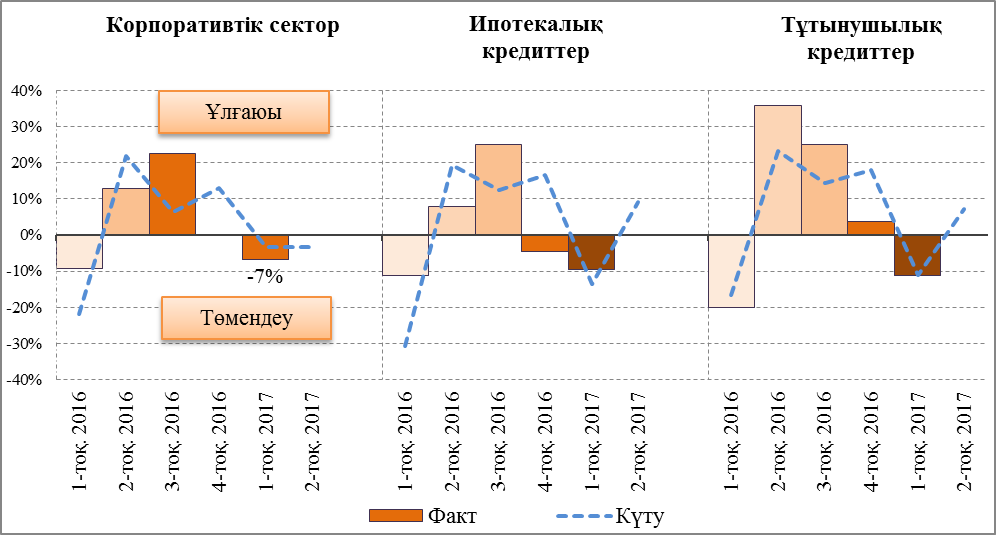 Корпоративтік сектор
Ипотекалық
кредиттер
Тұтынушылық
кредиттер
40%
30%
20%
10%
0%
-10%
-20%
-30%
-40%
Ұлғаюы
-7%
Төмендеу
1-тоқ, 2016
2-тоқ, 2016
3-тоқ, 2016
4-тоқ, 2016
1-тоқ, 2017
2-тоқ, 2017
1-тоқ, 2016
2-тоқ, 2016
3-тоқ, 2016
4-тоқ, 2016
1-тоқ, 2017
2-тоқ, 2017
1-тоқ, 2016
2-тоқ, 2016
3-тоқ, 2016
4-тоқ, 2016
1-тоқ, 2017
2-тоқ, 2017
Факт
Күту